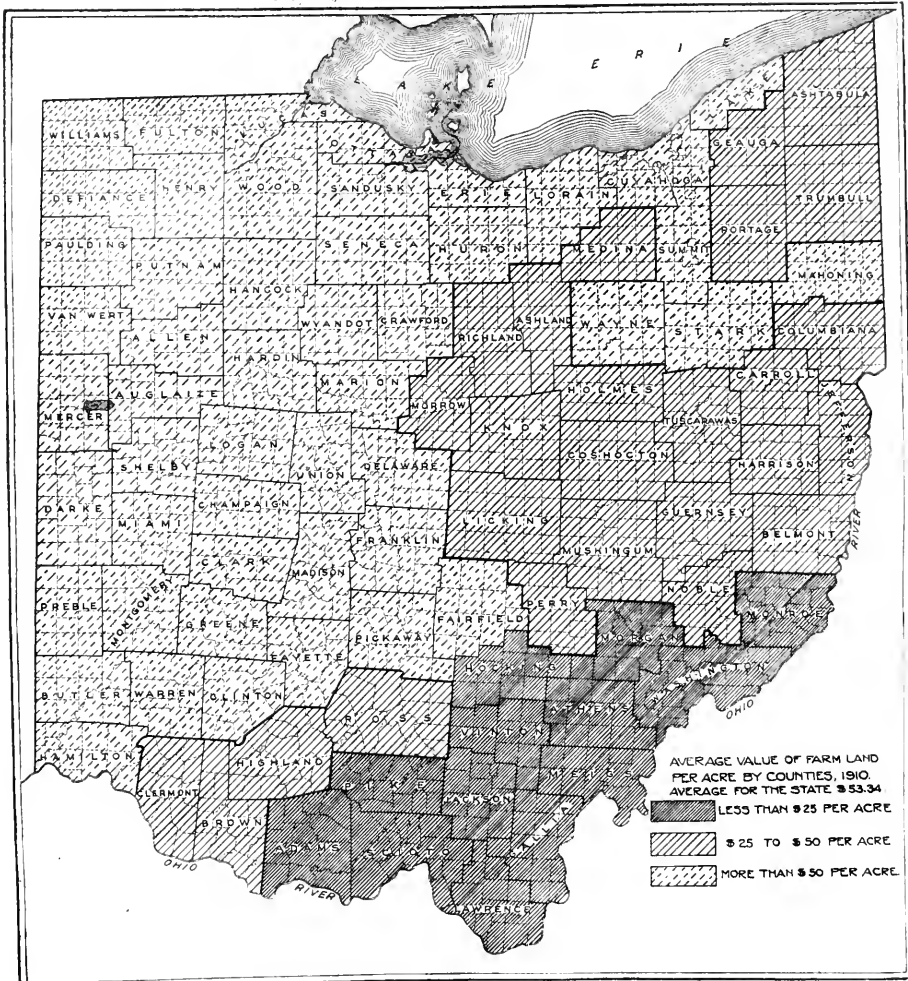 ERIE
LAKE
LAKE
ASHTABULA
WILLIAMS
FULTON
LUCAS
OTTAWA
GEAUGA
CUYAHOGA
DEFIANCE
HENRY
WOOD
SANDUSKY
ERIE
LORAIN
TRUMBULL
PAULDING
SENECA
HURON
MEDINA
SUMMIT
PORTAGE
PUTNAM
MAHONING
HANCOCK
VAN WERT
ALLEN
WYANDOT
CRAWFORD
RICHLAND
ASHLAND
WAYNE
STARK
COLUMBIANA
HARDIN
MARION
CARROLL
AUGLAIZE
MERCER
MORROW
HOLMES
TUSCARAWAS
JEFFERSON
KNOX
LOGAN
SHELBY
UNION
DELAWARE
COSHOCTON
HARRISON
DARKE
MIAMI
CHAMPAIGN
LICKING
GUERNSEY
BELMONT
RIVER
FRANKLIN
MUSKINGUM
CLARK
MADISON
PREBLE
MONTGOMERY
PERRY
NOBLE
MONROE
GREENE
PICKAWAY
FAIRFIELD
MORGAN
FAYETTE
HOCKING
WASHINGTON
BUTLER
WARREN
CLINTON
ATHENS
OHIO
ROSS
VINTON
HAMILTON
HIGHLAND
MEIGS
CLERMONT
PIKE
JACKSON
BROWN
GALLIA
ADAMS
SCIOTO
OHIO
RIVER
LAWRENCE
AVERAGE VALUE OF FARM LAND
PER ACRE BY COUNTIES, 1910.
AVERAGE FOR THE STATE $53.34
LESS THAN $25 PER ACRE
$25 TO $50 PER ACRE
MORE THAN $50 PER ACRE